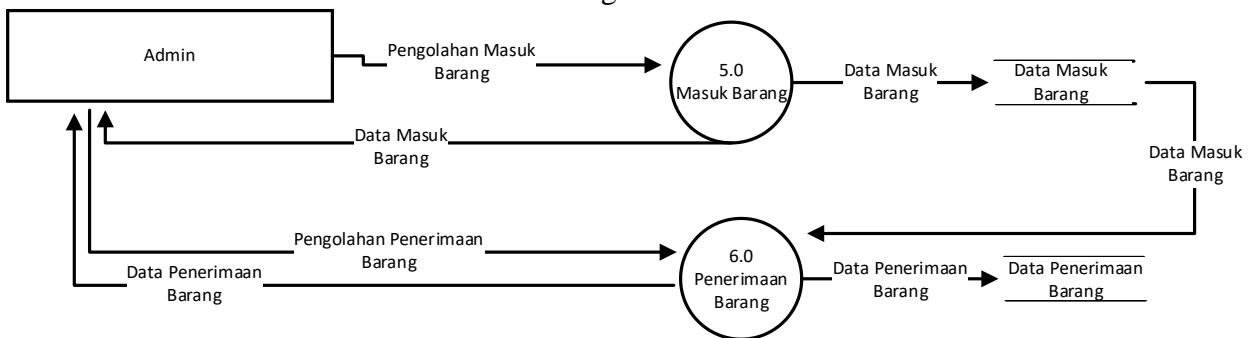 Admin
Pengolahan Masuk
Barang
5.0
Masuk Barang
Data Masuk
Barang
Data Masuk
Barang
Data Masuk
Barang
Data Masuk
Barang
Pengolahan Penerimaan
Barang
6.0
Penerimaan
Barang
Data Penerimaan
Barang
Data Penerimaan
Barang
Data Penerimaan
Barang